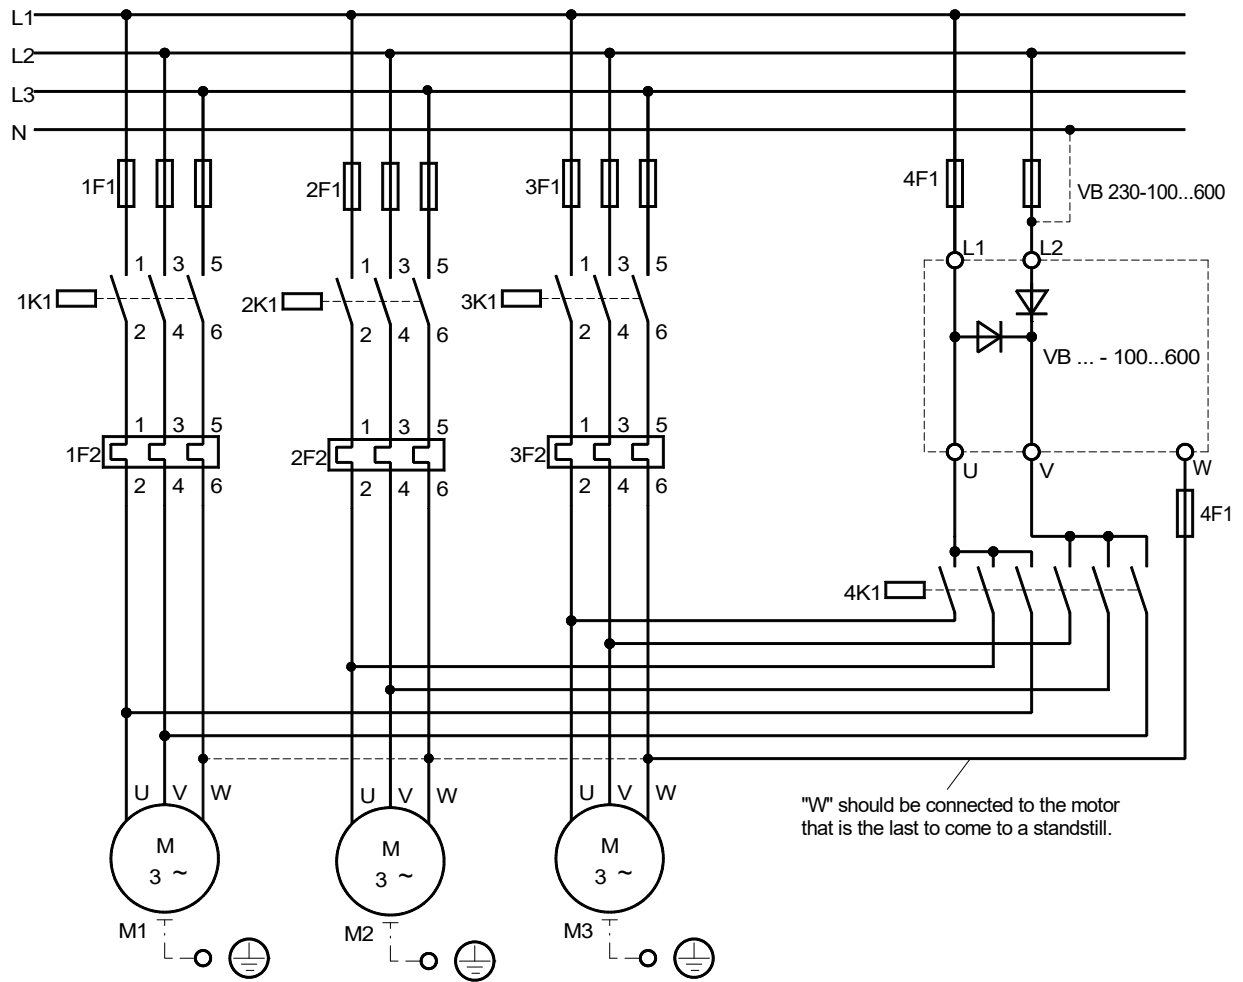 L1
L2
L3
N
1F1
2F1
3F1
4F1
VB 230-100...600
L1
L2
1 3 5
1 3 5
1 3 5
1K1
2K1
3K1
2 4 6
2 4 6
2 4 6
VB ... - 100...600
1 3 5
1 3 5
1 3 5
1F2
2F2
3F2
2 4 6
2 4 6
2 4 6
U
V
W
4F1
4K1
U V W
U V W
U V W
"W" should be connected to the motor
that is the last to come to a standstill.
M
3 ~
M
3 ~
M
3 ~
M1
M2
M3